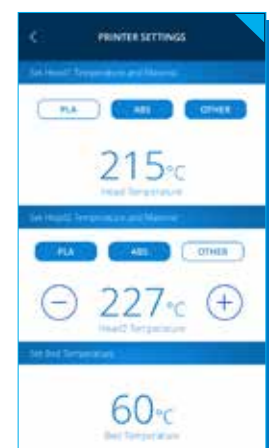 PRINTER SETTINGS
Set Head1 Temperature and Material
PLA ABS OTHER
215°C
Head Temperature
Set Head2 Temperature and Material
PLA ABS OTHER
227°C
Head2 Temperature
Set Bed Temperature
60°C
Bed Temperature